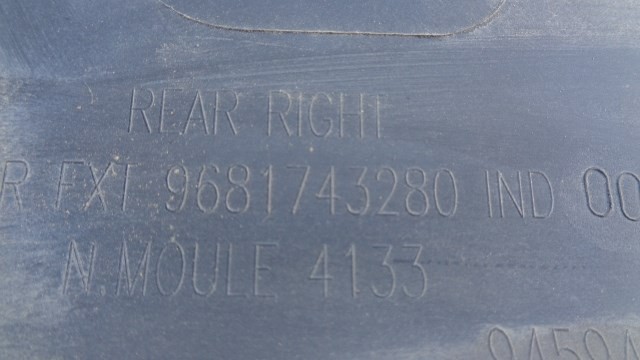 REAR RIGHT
R EXT 9681743280 IND 00
N.MOULE 4133